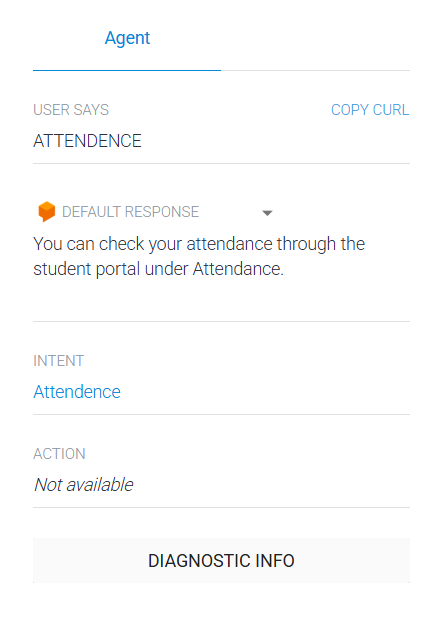 Agent
USER SAYS COPY CURL
ATTENDENCE
DEFAULT RESPONSE
You can check your attendance through the
student portal under Attendance.
INTENT
Attendence
ACTION
Not available
DIAGNOSTIC INFO